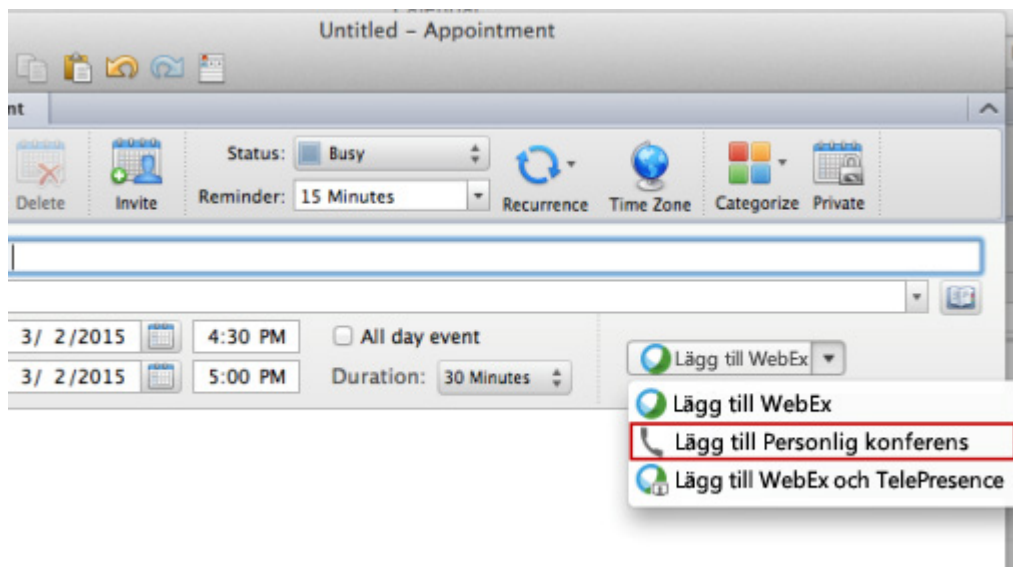 Untitled – Appointment
nt
Status: Busy
Reminder: 15 Minutes
Delete Invite Recurrence Time Zone Categorize Private
3/ 2/2015 4:30 PM All day event
Lägg till WebEx
3/ 2/2015 5:00 PM Duration: 30 Minutes
Lägg till WebEx
Lägg till Personlig konferens
Lägg till WebEx och TelePresence